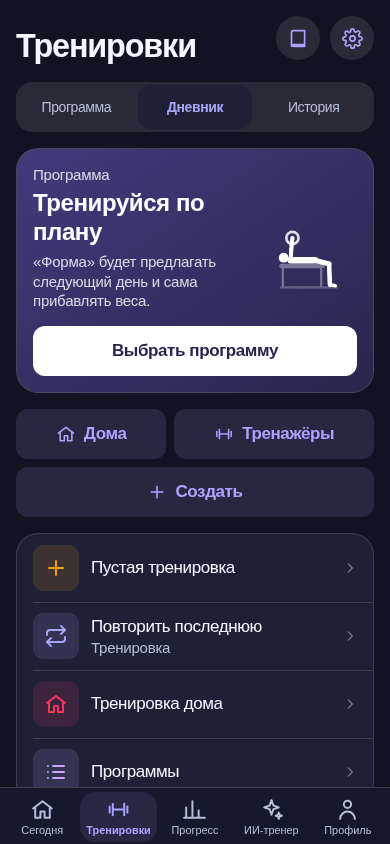 Тренировки
Программа
Дневник
История
Программа
Тренируйся по
плану
«Форма» будет предлагать
следующий день и сама
прибавлять веса.
Выбрать программу
Дома
Тренажёры
Создать
Пустая тренировка
Повторить последнюю
Тренировка
Тренировка дома
Программы
Сегодня
Тренировки
Прогресс
ИИ-тренер
Профиль